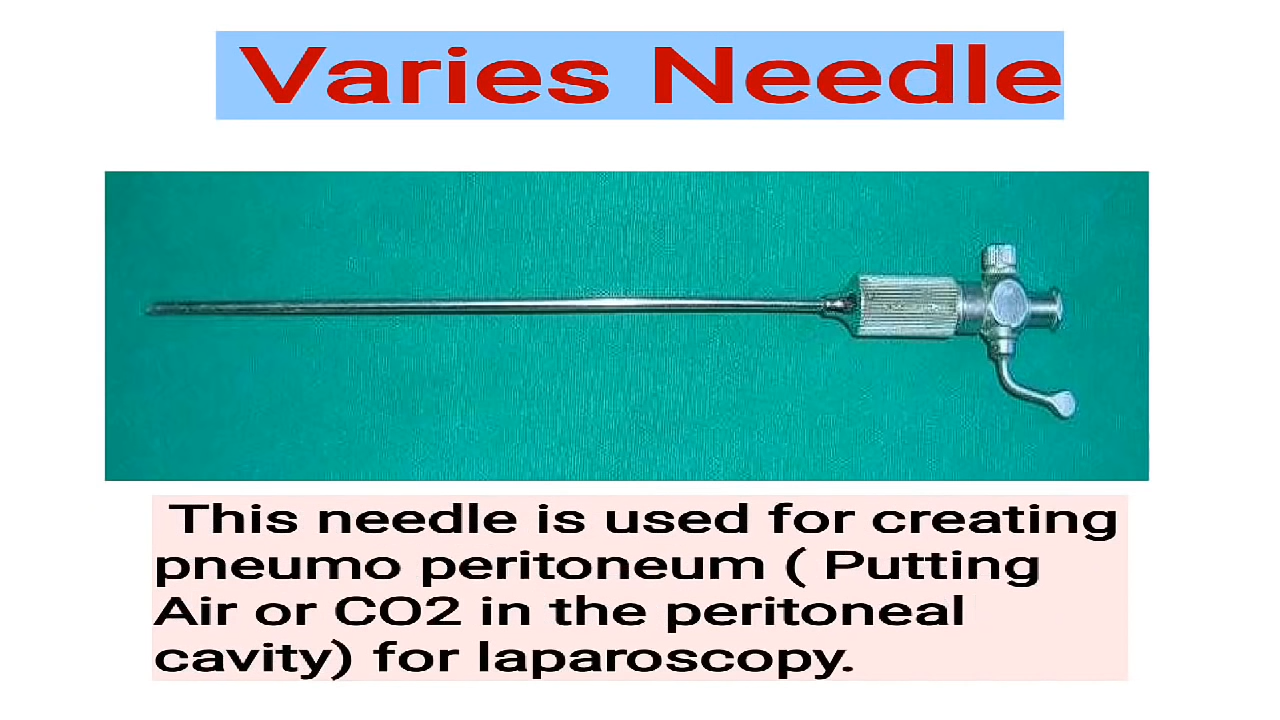 Varies Needle
This needle is used for creating
pneumo peritoneum ( Putting
Air or CO2 in the peritoneal
cavity) for laparoscopy.